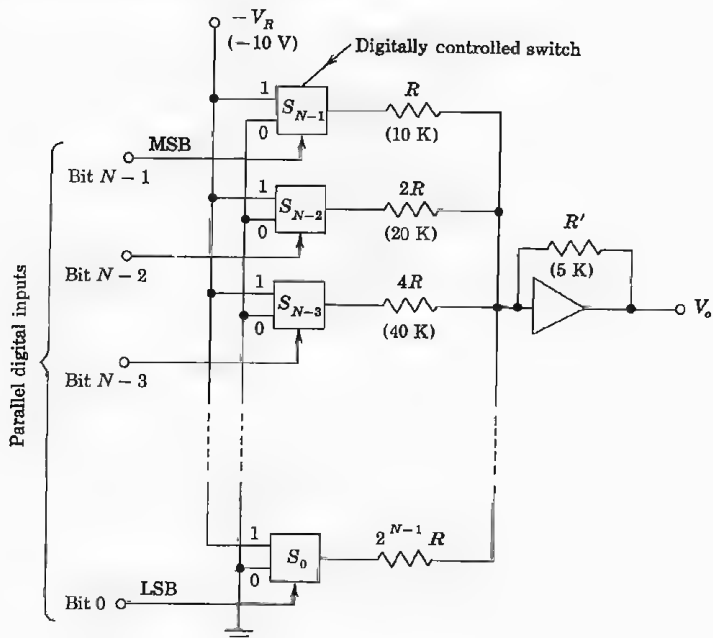 −V_R
(−10 V)
Digitally controlled switch
1
S_{N−1}
R
0
(10 K)
MSB
Bit N − 1
1
S_{N−2}
2R
0
(20 K)
R′
(5 K)
Bit N − 2
1
S_{N−3}
4R
0
(40 K)
V_o
Bit N − 3
Parallel digital inputs
1
S_0
2^{N−1} R
0
LSB
Bit 0